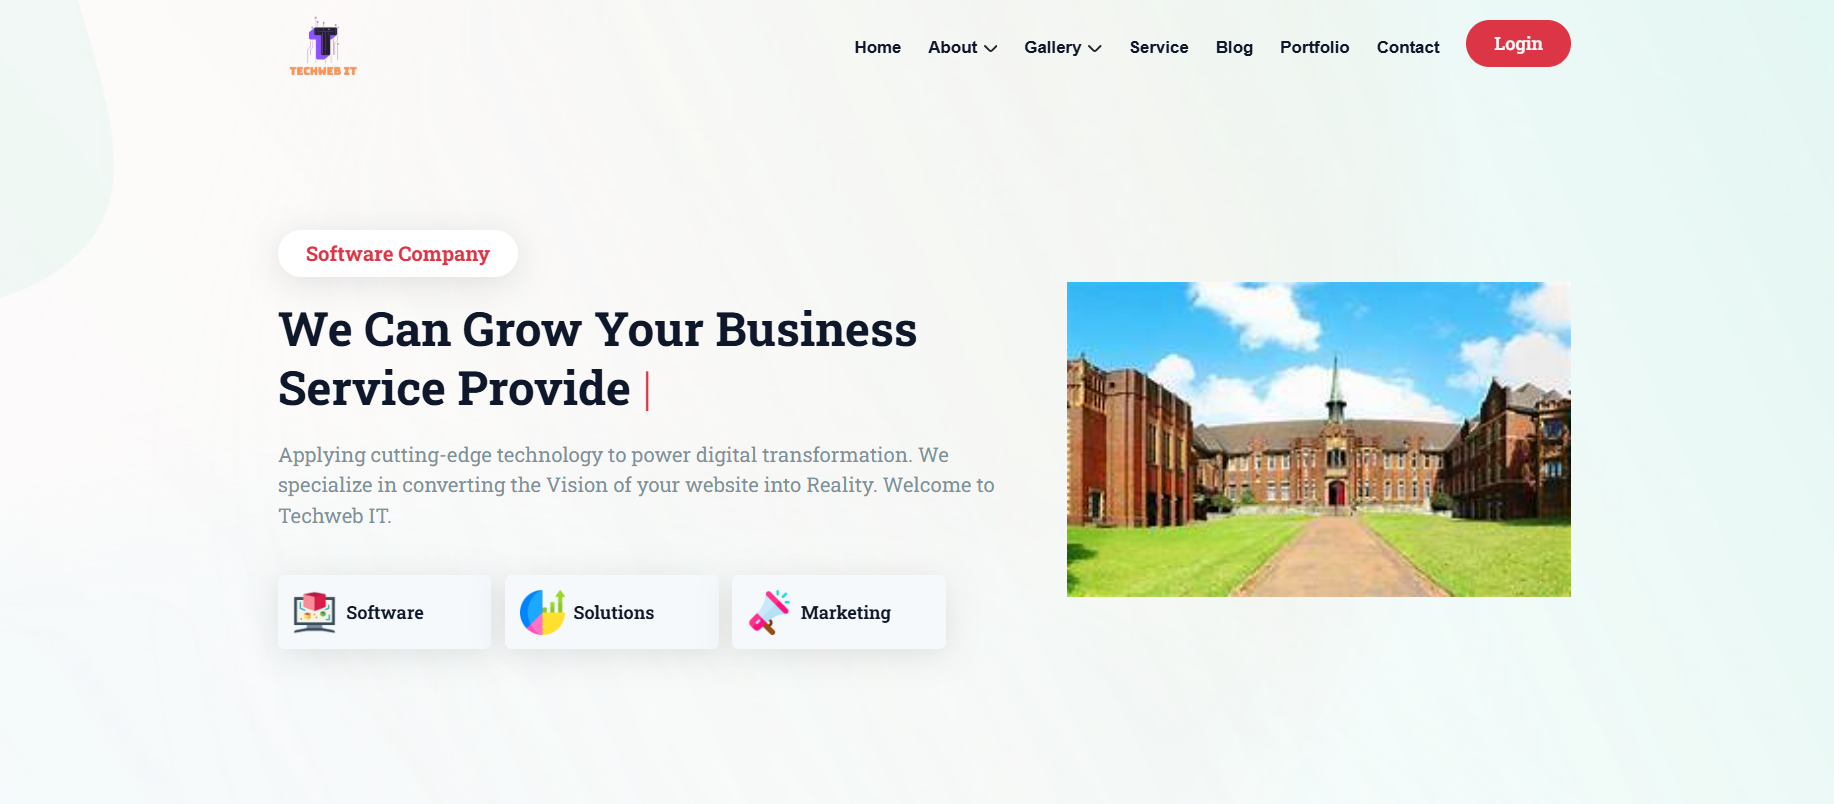 TECHWEB IT
Home About Gallery Service Blog Portfolio Contact Login
Software Company
We Can Grow Your Business
Service Provide
Applying cutting-edge technology to power digital transformation. We
specialize in converting the Vision of your website into Reality. Welcome to
Techweb IT.
Software Solutions Marketing